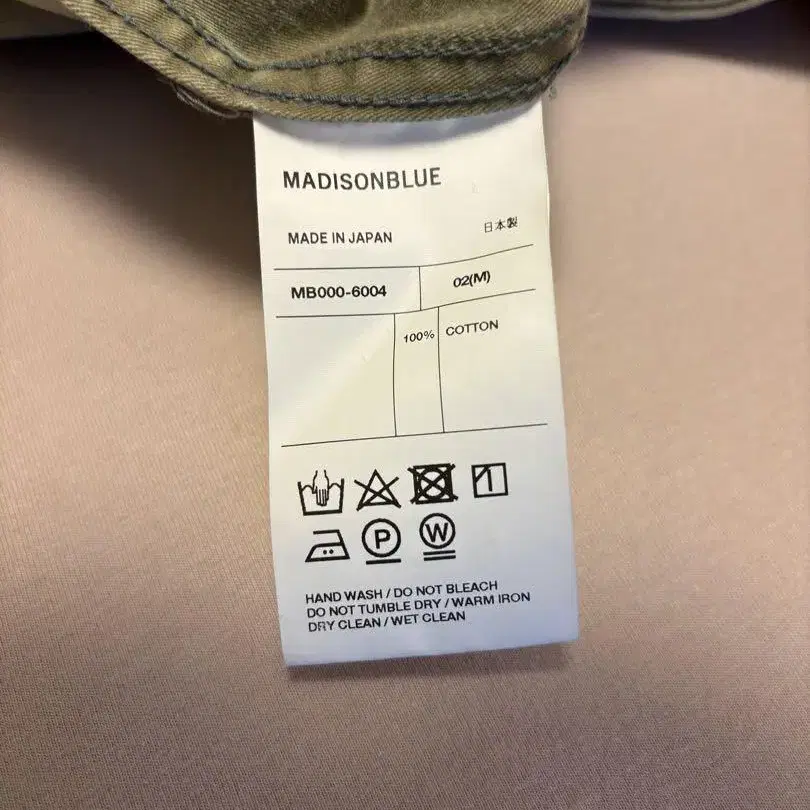 MADISONBLUE
MADE IN JAPAN
日本製
MB000-6004
02(M)
100%
COTTON
P
W
HAND WASH / DO NOT BLEACH
DO NOT TUMBLE DRY / WARM IRON
DRY CLEAN / WET CLEAN